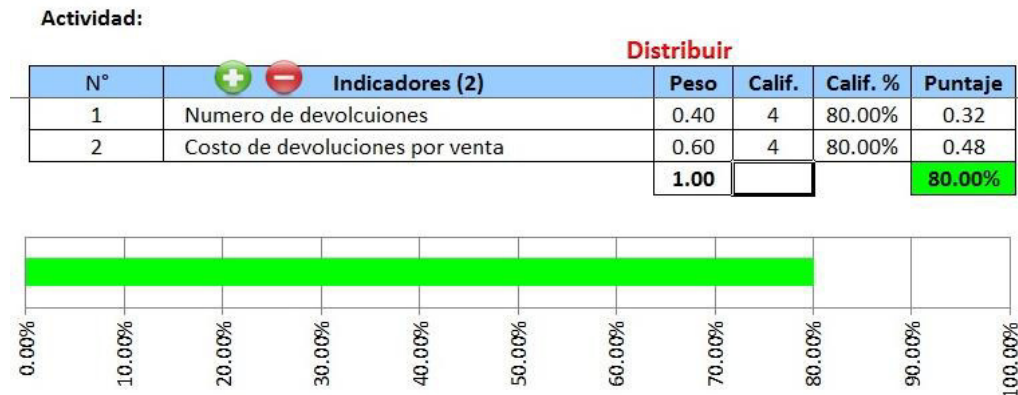 Actividad:
Distribuir
N° Indicadores (2) Peso Calif. Calif. % Puntaje
1 Numero de devolcuiones 0.40 4 80.00% 0.32
2 Costo de devoluciones por venta 0.60 4 80.00% 0.48
1.00 80.00%
0.00% 10.00% 20.00% 30.00% 40.00% 50.00% 60.00% 70.00% 80.00% 90.00% 100.00%